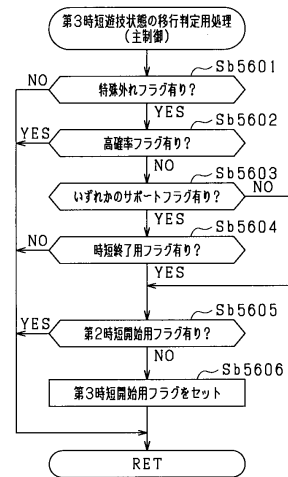 第3時短遊技状態の移行判定用処理
(主制御)
Sb5601
NO
特殊外れフラグ有り?
YES
Sb5602
YES
高確率フラグ有り?
NO
Sb5603
いずれかのサポートフラグ有り?
NO
YES
Sb5604
NO
時短終了用フラグ有り?
YES
Sb5605
YES
第2時短開始用フラグ有り?
NO
Sb5606
第3時短開始用フラグをセット
RET